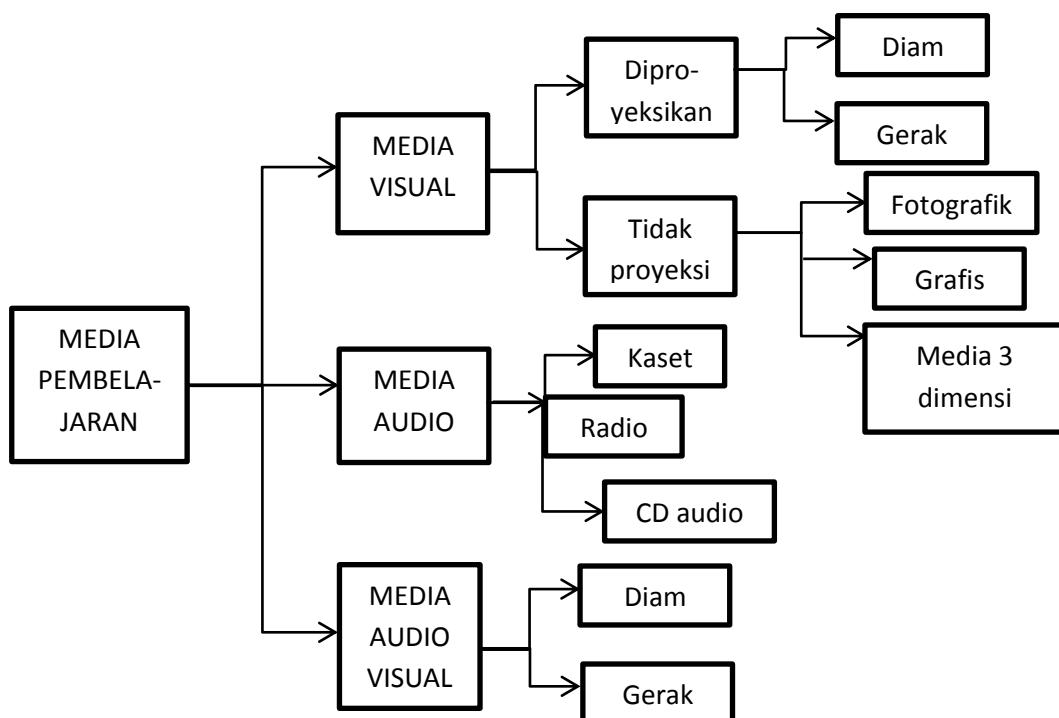 MEDIA
PEMBELA-
JARAN
MEDIA
VISUAL
Dipro-
yeksikan
Diam
Gerak
Tidak
proyeksi
Fotografik
Grafis
Media 3
dimensi
MEDIA
AUDIO
Kaset
Radio
CD audio
MEDIA
AUDIO
VISUAL
Diam
Gerak